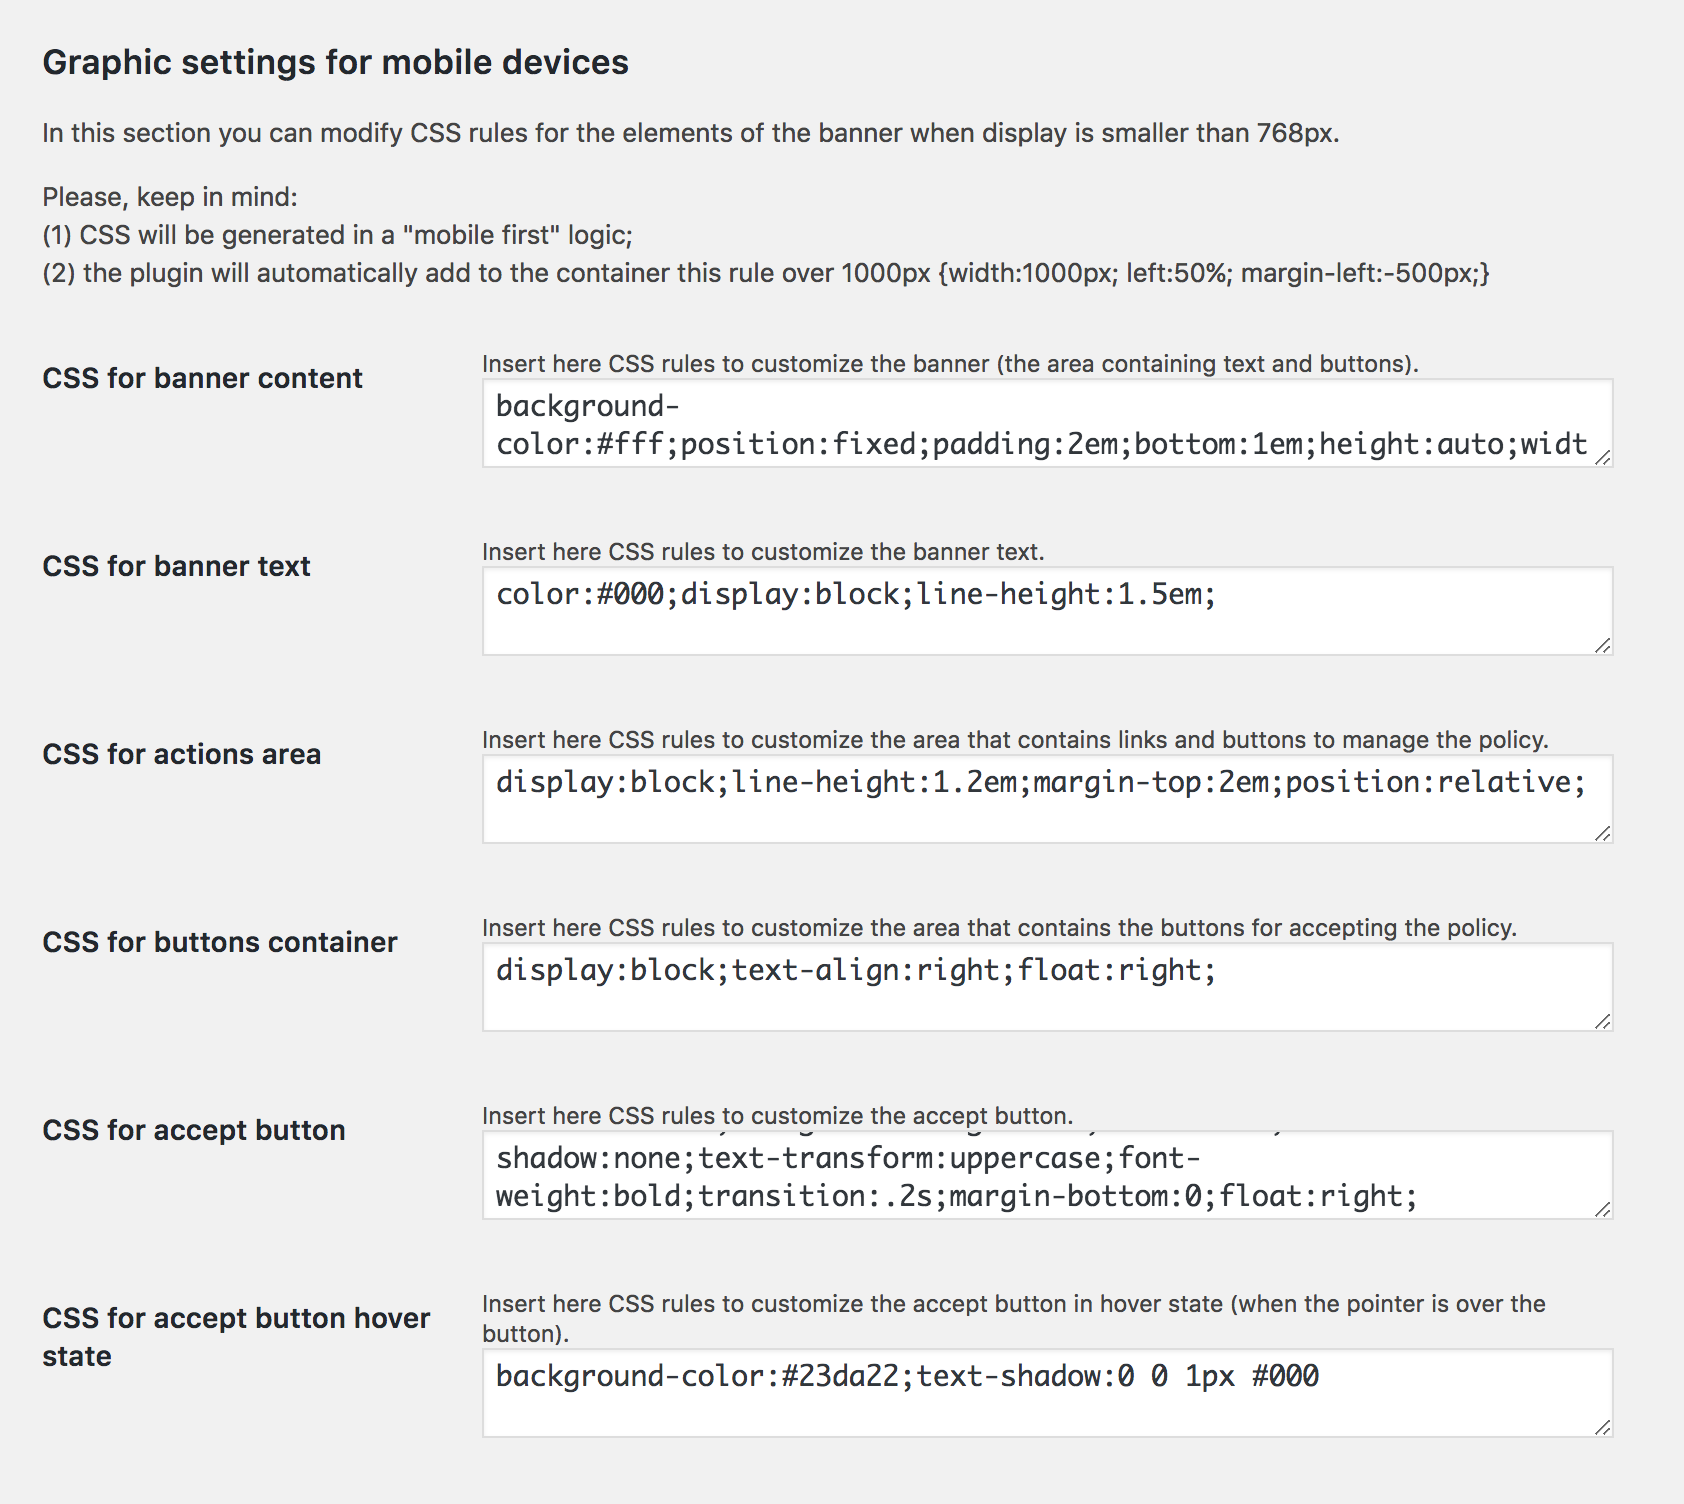 Graphic settings for mobile devices
In this section you can modify CSS rules for the elements of the banner when display is smaller than 768px.
Please, keep in mind:
(1) CSS will be generated in a "mobile first" logic;
(2) the plugin will automatically add to the container this rule over 1000px {width:1000px; left:50%; margin-left:-500px;}
CSS for banner content
Insert here CSS rules to customize the banner (the area containing text and buttons).
background-
color:#fff;position:fixed;padding:2em;bottom:1em;height:auto;widt
CSS for banner text
Insert here CSS rules to customize the banner text.
color:#000;display:block;line-height:1.5em;
CSS for actions area
Insert here CSS rules to customize the area that contains links and buttons to manage the policy.
display:block;line-height:1.2em;margin-top:2em;position:relative;
CSS for buttons container
Insert here CSS rules to customize the area that contains the buttons for accepting the policy.
display:block;text-align:right;float:right;
CSS for accept button
Insert here CSS rules to customize the accept button.
shadow:none;text-transform:uppercase;font-
weight:bold;transition:.2s;margin-bottom:0;float:right;
CSS for accept button hover
state
Insert here CSS rules to customize the accept button in hover state (when the pointer is over the
button).
background-color:#23da22;text-shadow:0 0 1px #000